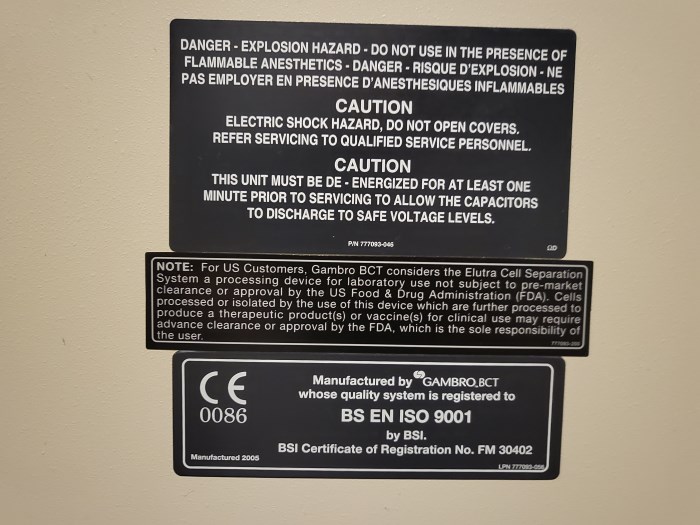 DANGER - EXPLOSION HAZARD - DO NOT USE IN THE PRESENCE OF
FLAMMABLE ANESTHETICS - DANGER - RISQUE D'EXPLOSION - NE
PAS EMPLOYER EN PRESENCE D'ANESTHESIQUES INFLAMMABLES
CAUTION
ELECTRIC SHOCK HAZARD, DO NOT OPEN COVERS.
REFER SERVICING TO QUALIFIED SERVICE PERSONNEL.
CAUTION
THIS UNIT MUST BE DE - ENERGIZED FOR AT LEAST ONE
MINUTE PRIOR TO SERVICING TO ALLOW THE CAPACITORS
TO DISCHARGE TO SAFE VOLTAGE LEVELS.
P/N 777093-046
NOTE: For US Customers, Gambro BCT considers the Elutra Cell Separation
System a processing device for laboratory use not subject to pre-market
clearance or approval by the US Food & Drug Administration (FDA). Cells
processed or isolated by the use of this device which are further processed to
produce a therapeutic product(s) or vaccine(s) for clinical use may require
advance clearance or approval by the FDA, which is the sole responsibility of
the user.
CE
0086
Manufactured by GAMBRO BCT
whose quality system is registered to
BS EN ISO 9001
by BSI.
BSI Certificate of Registration No. FM 30402
Manufactured 2005